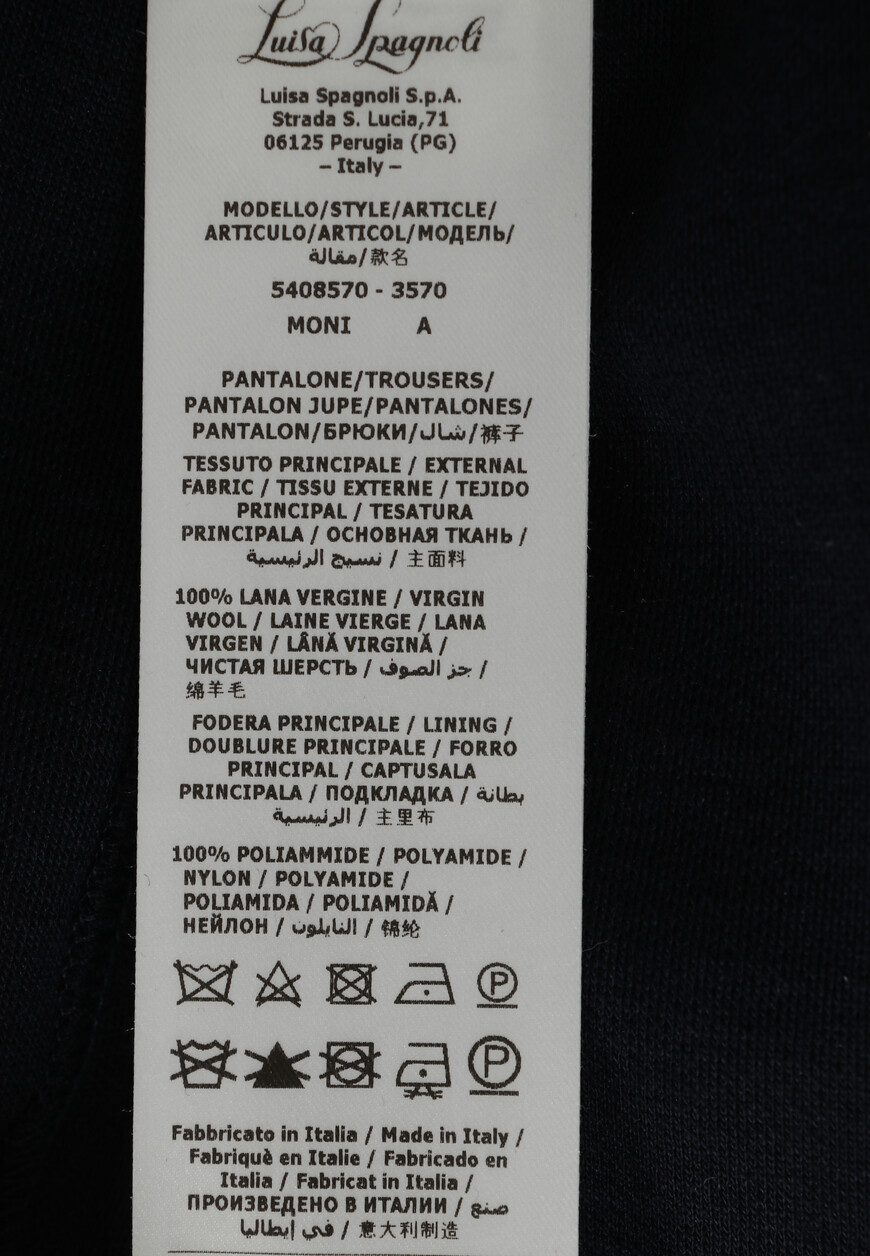 Luisa Spagnoli
Luisa Spagnoli S.p.A.
Strada S. Lucia,71
06125 Perugia (PG)
– Italy –
MODELLO/STYLE/ARTICLE/
ARTICULO/ARTICOL/МОДЕЛЬ/
مقالة/款名
5408570 - 3570
MONI A
PANTALONE/TROUSERS/
PANTALON JUPE/PANTALONES/
PANTALON/БРЮКИ/شال/裤子
TESSUTO PRINCIPALE / EXTERNAL
FABRIC / TISSU EXTERNE / TEJIDO
PRINCIPAL / TESATURA
PRINCIPALA / ОСНОВНАЯ ТКАНЬ /
نسيج الرئيسية / 主面料
100% LANA VERGINE / VIRGIN
WOOL / LAINE VIERGE / LANA
VIRGEN / LÂNĂ VIRGINĂ /
ЧИСТАЯ ШЕРСТЬ / جز الصوف /
绵羊毛
FODERA PRINCIPALE / LINING /
DOUBLURE PRINCIPALE / FORRO
PRINCIPAL / CAPTUSALA
PRINCIPALA / ПОДКЛАДКА / بطانة
الرئيسية / 主里布
100% POLIAMMIDE / POLYAMIDE /
NYLON / POLYAMIDE /
POLIAMIDA / POLIAMIDĂ /
НЕЙЛОН / النايلون / 锦纶
P
P
Fabbricato in Italia / Made in Italy /
Fabriquè en Italie / Fabricado en
Italia / Fabricat in Italia /
ПРОИЗВЕДЕНО В ИТАЛИИ / صنع
في إيطاليا / 意大利制造